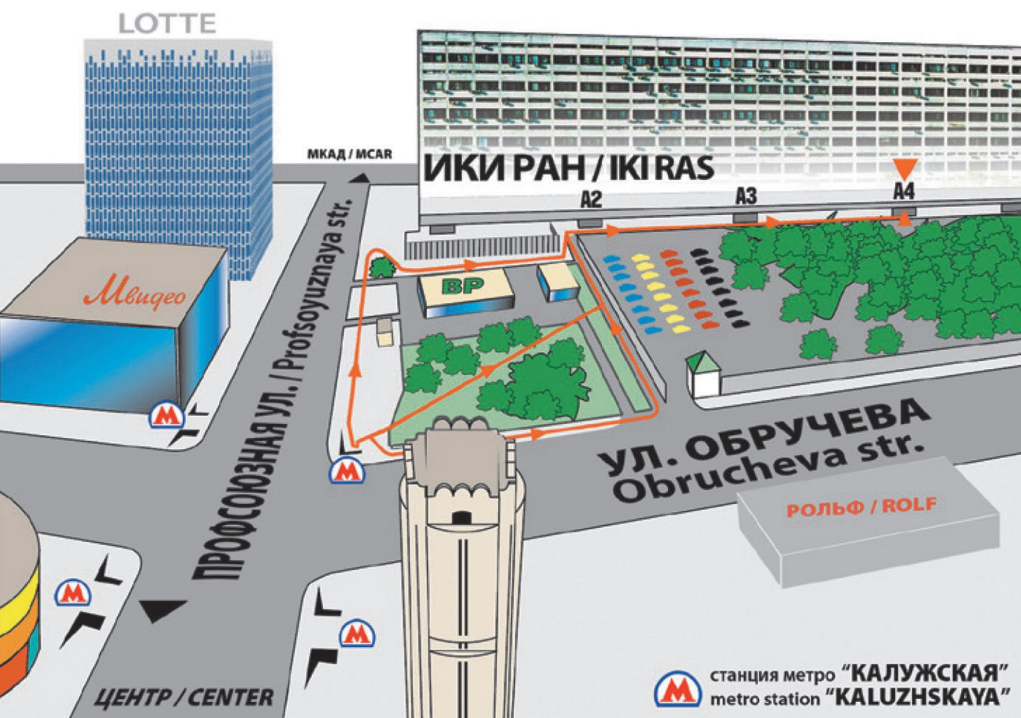 LOTTE
МКАД / MCAR
ИКИ РАН / IKI RAS
A2
A3
A4
Мвидео
BP
ПРОФСОЮЗНАЯ УЛ. / Profsoyuznaya str.
М
М
УЛ. ОБРУЧЕВА
Obrucheva str.
РОЛЬФ / ROLF
М
М
ЦЕНТР / CENTER
М
станция метро “КАЛУЖСКАЯ”
metro station “KALUZHSKAYA”